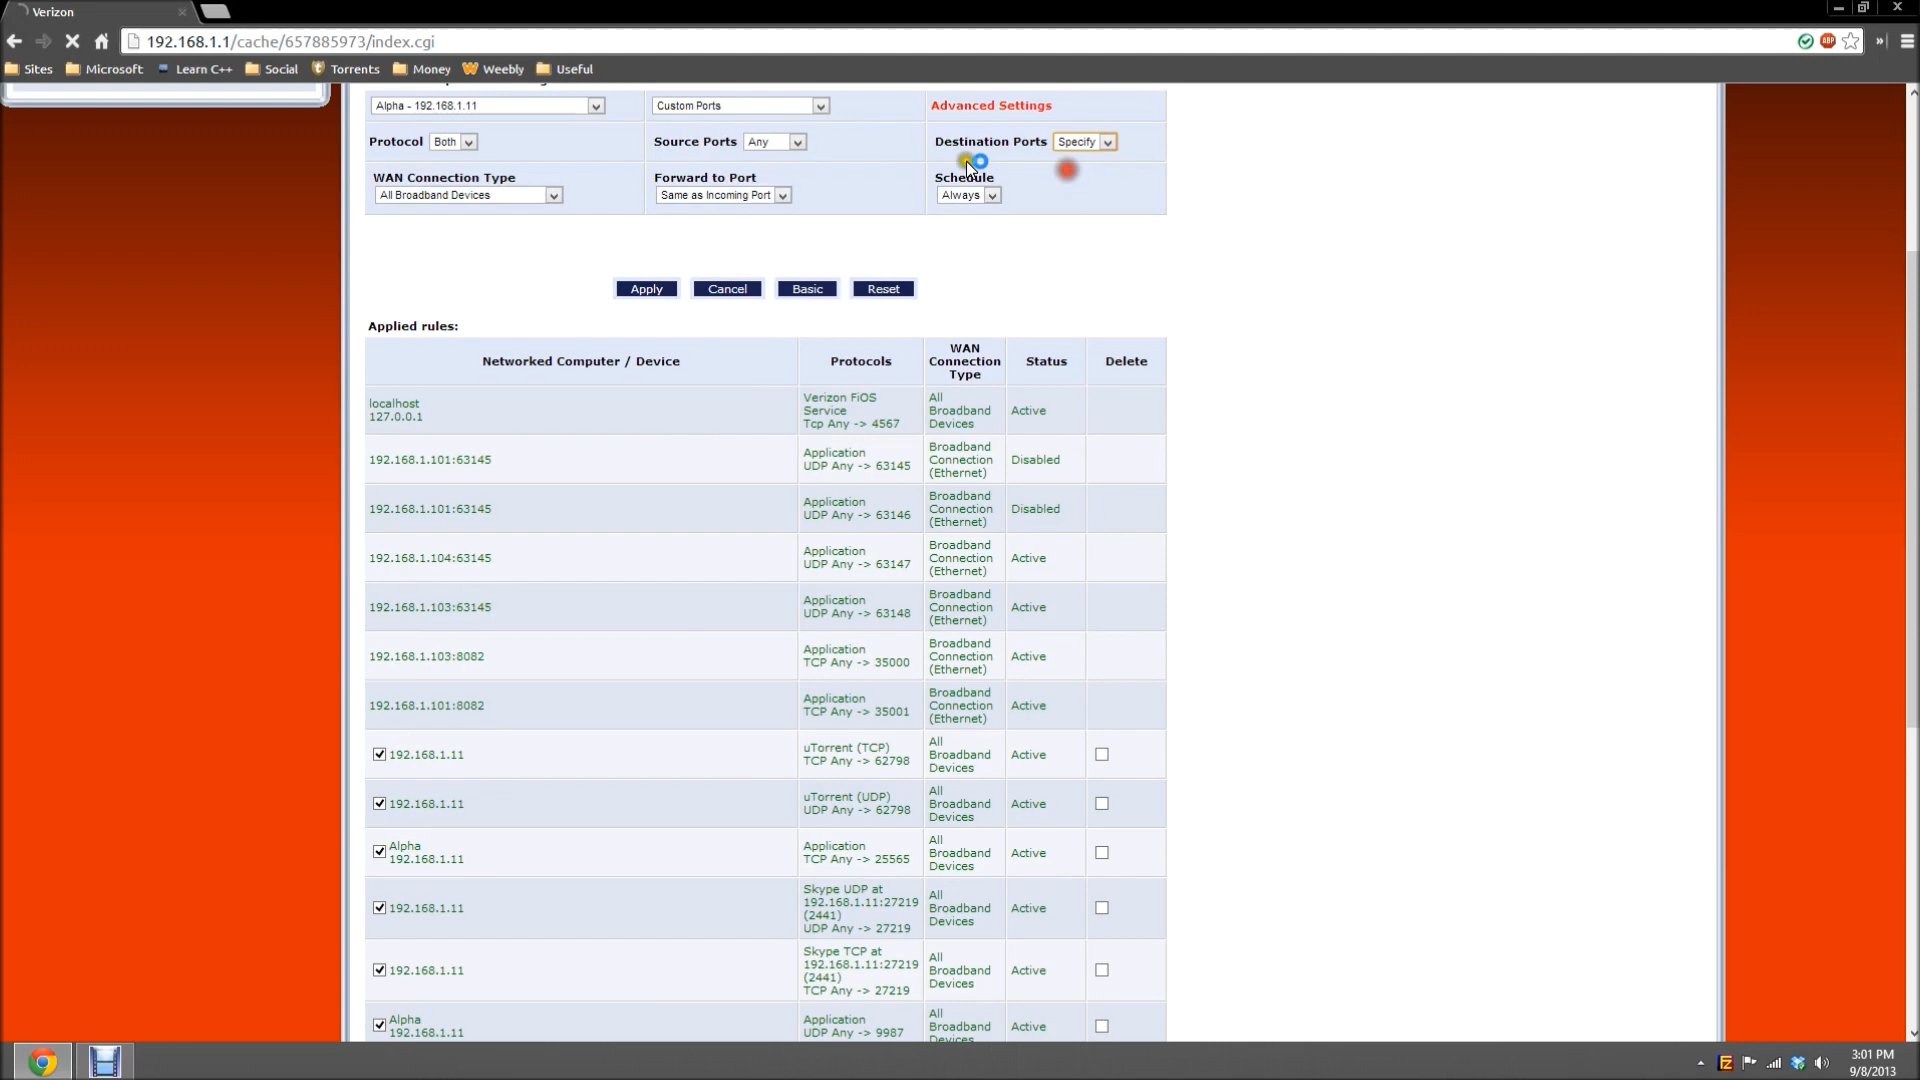 Verizon
192.168.1.1/cache/657885973/index.cgi
ABP
Sites Microsoft Learn C++ Social Torrents Money Weebly Useful
Alpha - 192.168.1.11 Custom Ports Advanced Settings
Protocol Both Source Ports Any Destination Ports Specify
WAN Connection Type Forward to Port Schedule
All Broadband Devices Same as Incoming Port Always
Apply Cancel Basic Reset
Applied rules:
Networked Computer / Device Protocols WAN Connection Type Status Delete
localhost
127.0.0.1
Verizon FiOS
Service
Tcp Any -> 4567
All
Broadband
Devices
Active
192.168.1.101:63145
Application
UDP Any -> 63145
Broadband
Connection
(Ethernet)
Disabled
192.168.1.101:63145
Application
UDP Any -> 63146
Broadband
Connection
(Ethernet)
Disabled
192.168.1.104:63145
Application
UDP Any -> 63147
Broadband
Connection
(Ethernet)
Active
192.168.1.103:63145
Application
UDP Any -> 63148
Broadband
Connection
(Ethernet)
Active
192.168.1.103:8082
Application
TCP Any -> 35000
Broadband
Connection
(Ethernet)
Active
192.168.1.101:8082
Application
TCP Any -> 35001
Broadband
Connection
(Ethernet)
Active
192.168.1.11
uTorrent (TCP)
TCP Any -> 62798
All
Broadband
Devices
Active
192.168.1.11
uTorrent (UDP)
UDP Any -> 62798
All
Broadband
Devices
Active
Alpha
192.168.1.11
Application
TCP Any -> 25565
All
Broadband
Devices
Active
192.168.1.11
Skype UDP at
192.168.1.11:27219
(2441)
UDP Any -> 27219
All
Broadband
Devices
Active
192.168.1.11
Skype TCP at
192.168.1.11:27219
(2441)
TCP Any -> 27219
All
Broadband
Devices
Active
Alpha
192.168.1.11
Application
UDP Any -> 9987
All
Broadband
Devices
Active
3:01 PM
9/8/2013